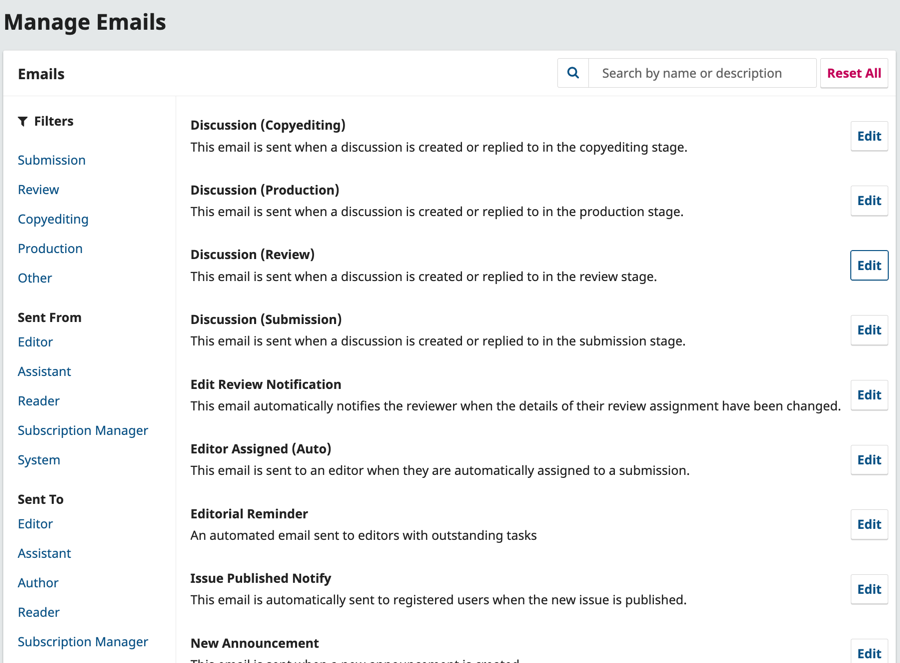 Manage Emails
Emails
Search by name or description
Reset All
Filters
Submission
Review
Copyediting
Production
Other
Sent From
Editor
Assistant
Reader
Subscription Manager
System
Sent To
Editor
Assistant
Author
Reader
Subscription Manager
Discussion (Copyediting)
This email is sent when a discussion is created or replied to in the copyediting stage.
Edit
Discussion (Production)
This email is sent when a discussion is created or replied to in the production stage.
Edit
Discussion (Review)
This email is sent when a discussion is created or replied to in the review stage.
Edit
Discussion (Submission)
This email is sent when a discussion is created or replied to in the submission stage.
Edit
Edit Review Notification
This email automatically notifies the reviewer when the details of their review assignment have been changed.
Edit
Editor Assigned (Auto)
This email is sent to an editor when they are automatically assigned to a submission.
Edit
Editorial Reminder
An automated email sent to editors with outstanding tasks
Edit
Issue Published Notify
This email is automatically sent to registered users when the new issue is published.
Edit
New Announcement
This email is sent when a new announcement is created
Edit